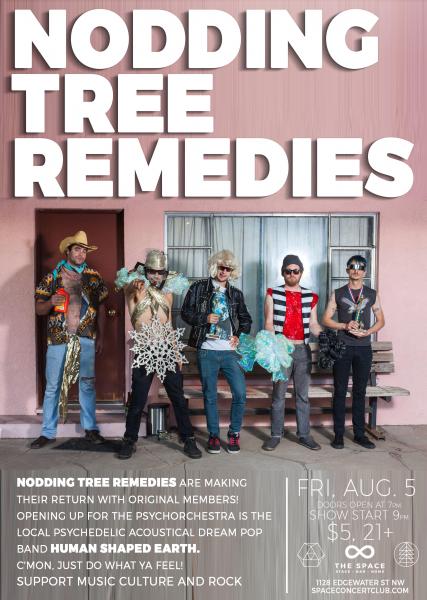 NODDING
TREE
REMEDIES
NODDING TREE REMEDIES ARE MAKING
THEIR RETURN WITH ORIGINAL MEMBERS!
OPENING UP FOR THE PSYCHORCHESTRA IS THE
LOCAL PSYCHEDELIC ACOUSTICAL DREAM POP
BAND HUMAN SHAPED EARTH.
C'MON, JUST DO WHAT YA FEEL!
SUPPORT MUSIC CULTURE AND ROCK
FRI, AUG. 5
DOORS OPEN AT 7PM
SHOW START 9PM
$5, 21+
THE SPACE
STAGE • BAR • HOME
1128 EDGEWATER ST NW
SPACECONCERTCLUB.COM